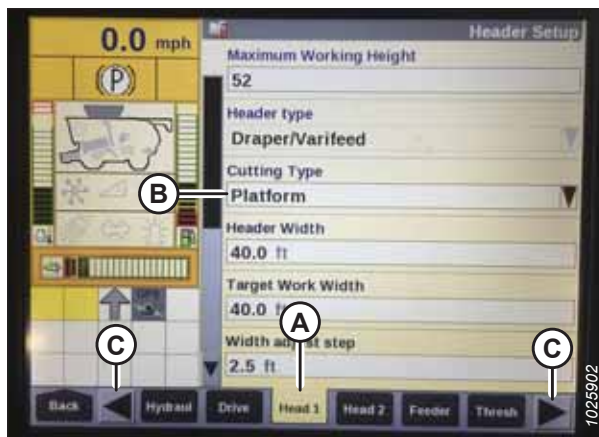 0.0 mph
(P)
Header Setup
Maximum Working Height
52
Header type
Draper/Varifeed
Cutting Type
B
Platform
Header Width
40.0 ft
Target Work Width
40.0 ft
A
Width adjust step
2.5 ft
C
C
Back
Hydraul
Drive
Head 1
Head 2
Feeder
Thresh
1025902